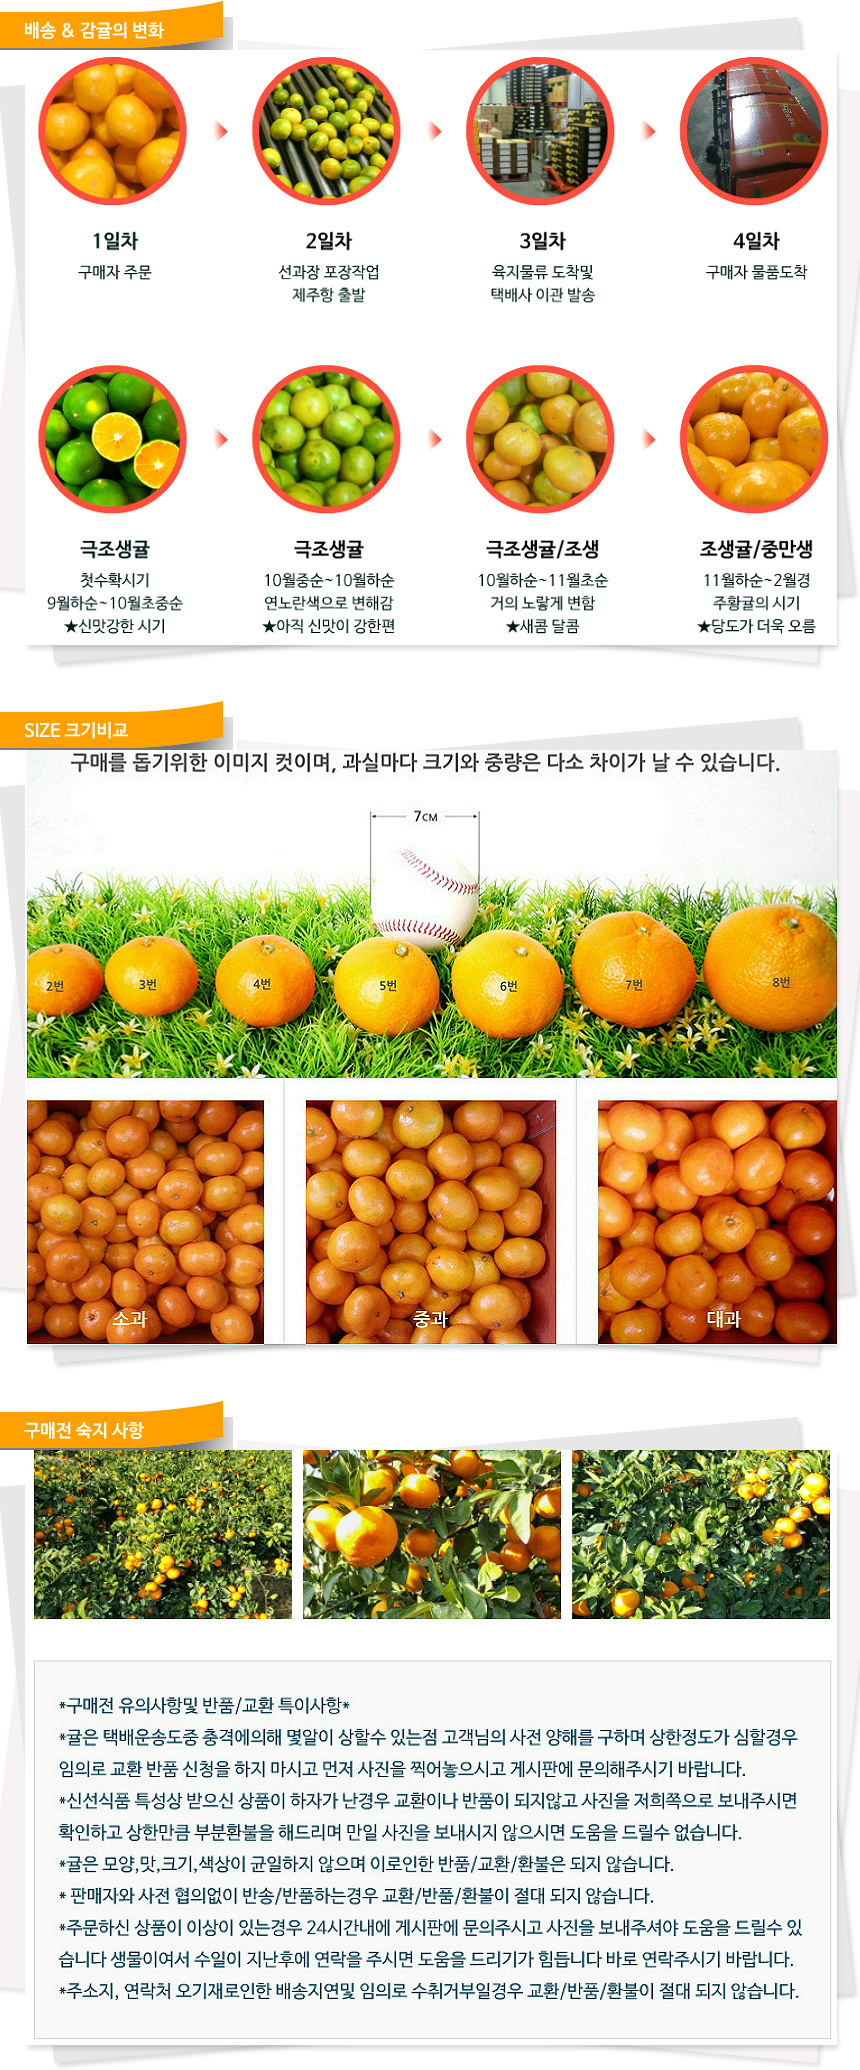 배송 & 감귤의 변화
1일차
2일차
3일차
4일차
구매자 주문
선과장 포장작업
제주항 출발
육지물류 도착및
택배사 이관 발송
구매자 물품도착
극조생귤
극조생귤
극조생귤/조생
조생귤/중만생
첫수확시기
9월하순~10월초중순
★신맛강한 시기
10월중순~10월하순
연노란색으로 변해감
★아직 신맛이 강한편
10월하순~11월초순
거의 노랗게 변함
★새콤 달콤
11월하순~2월경
주황귤의 시기
★당도가 더욱 오름
SIZE 크기비교
구매를 돕기위한 이미지 컷이며, 과실마다 크기와 중량은 다소 차이가 날 수 있습니다.
7CM
2번
3번
4번
5번
6번
7번
8번
소과
중과
대과
구매전 숙지 사항
*구매전 유의사항및 반품/교환 특이사항*
*귤은 택배운송도중 충격에의해 몇알이 상할수 있는점 고객님의 사전 양해를 구하며 상한정도가 심할경우
임의로 교환 반품 신청을 하지 마시고 먼저 사진을 찍어놓으시고 게시판에 문의해주시기 바랍니다.
*신선식품 특성상 받으신 상품이 하자가 난경우 교환이나 반품이 되지않고 사진을 저희쪽으로 보내주시면
확인하고 상한만큼 부분환불을 해드리며 만일 사진을 보내시지 않으시면 도움을 드릴수 없습니다.
*귤은 모양,맛,크기,색상이 균일하지 않으며 이로인한 반품/교환/환불은 되지 않습니다.
* 판매자와 사전 협의없이 반송/반품하는경우 교환/반품/환불이 절대 되지 않습니다.
*주문하신 상품이 이상이 있는경우 24시간내에 게시판에 문의주시고 사진을 보내주셔야 도움을 드릴수 있
습니다 생물이여서 수일이 지난후에 연락을 주시면 도움을 드리기가 힘듭니다 바로 연락주시기 바랍니다.
*주소지, 연락처 오기재로인한 배송지연및 임의로 수취거부일경우 교환/반품/환불이 절대 되지 않습니다.